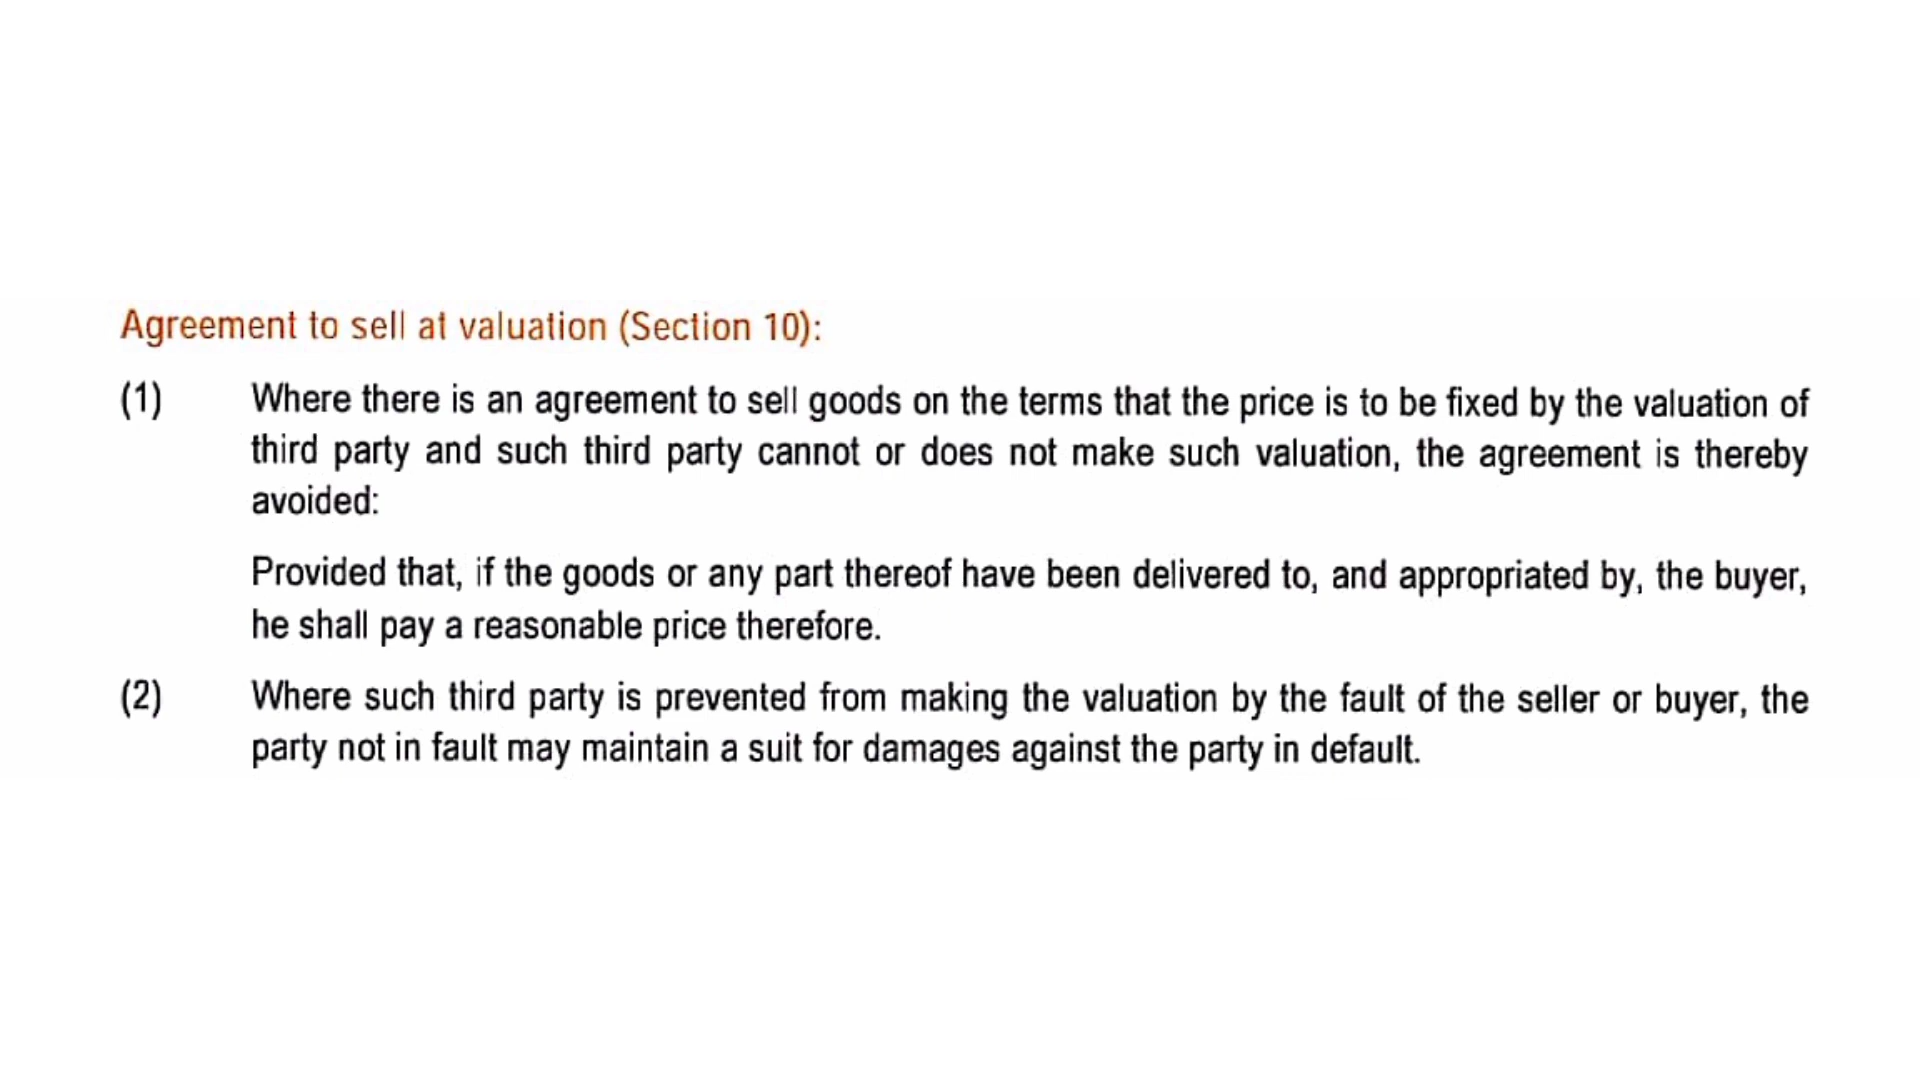 Agreement to sell at valuation (Section 10):
(1) Where there is an agreement to sell goods on the terms that the price is to be fixed by the valuation of
third party and such third party cannot or does not make such valuation, the agreement is thereby
avoided:
Provided that, if the goods or any part thereof have been delivered to, and appropriated by, the buyer,
he shall pay a reasonable price therefore.
(2) Where such third party is prevented from making the valuation by the fault of the seller or buyer, the
party not in fault may maintain a suit for damages against the party in default.